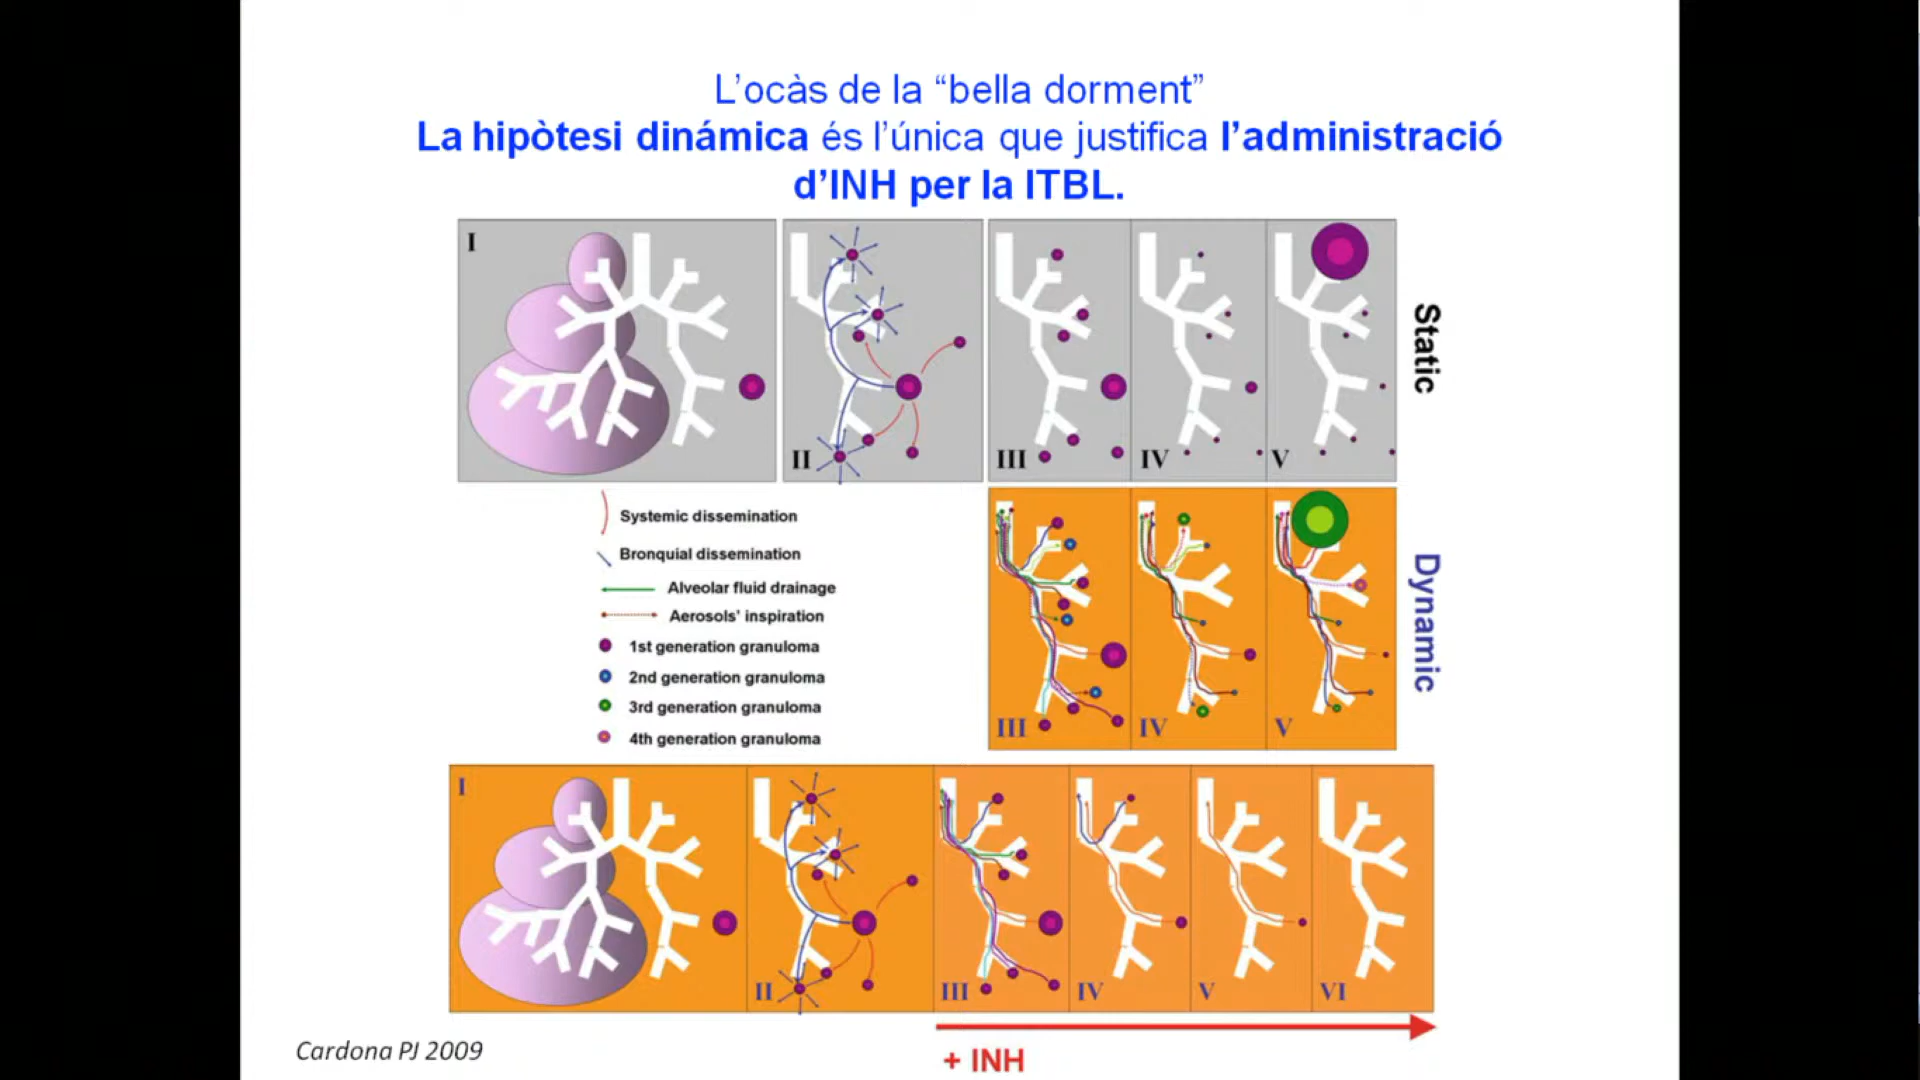 L’ocàs de la “bella dorment”
La hipòtesi dinámica és l’única que justifica l’administració
d’INH per la ITBL.
I
II
III
IV
V
Static
Systemic dissemination
Bronquial dissemination
Alveolar fluid drainage
Aerosols’ inspiration
1st generation granuloma
2nd generation granuloma
3rd generation granuloma
4th generation granuloma
III
IV
V
Dynamic
I
II
III
IV
V
VI
Cardona PJ 2009
+ INH